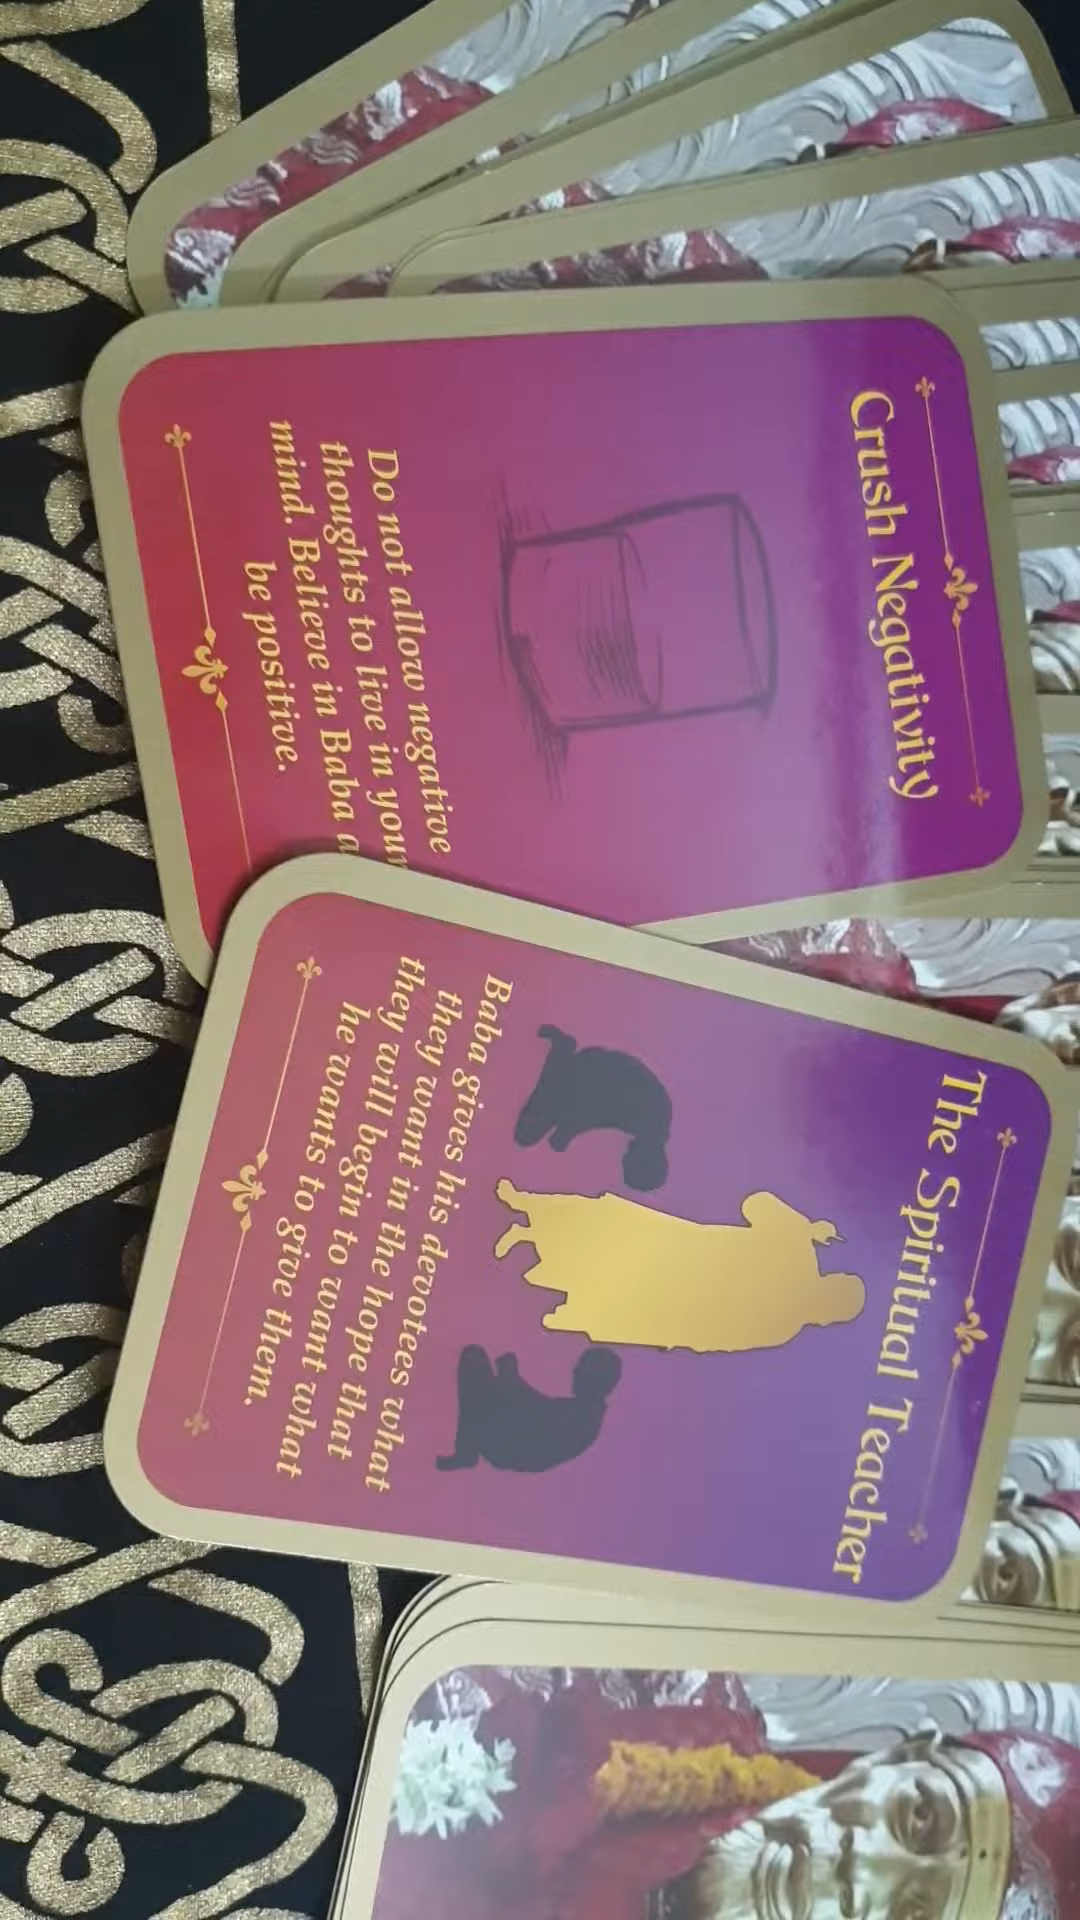 Crush Negativity
Do not allow negative
thoughts to live in your
mind. Believe in Baba a
be positive.
The Spiritual Teacher
Baba gives his devotees what
they want in the hope that
they will begin to want what
he wants to give them.